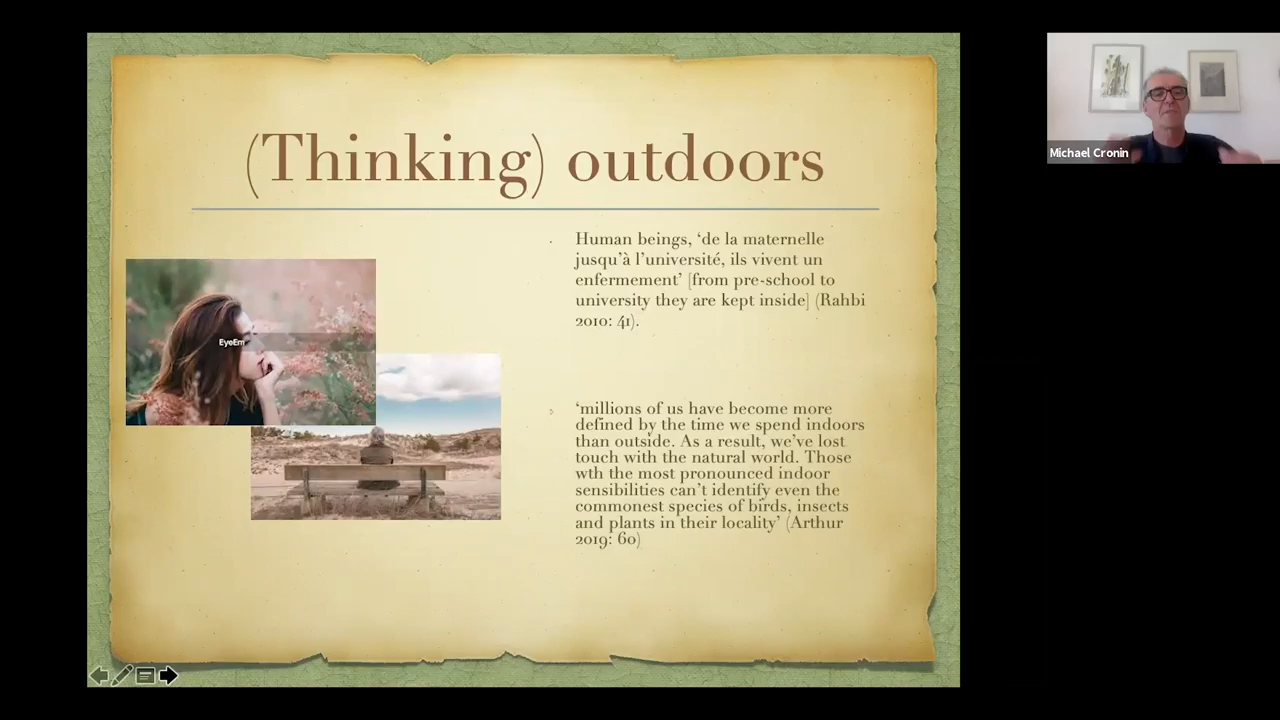 (Thinking) outdoors
Human beings, ‘de la maternelle
jusqu’à l’université, ils vivent un
enfermement’ [from pre-school to
university they are kept inside] (Rahbi
2010: 41).
‘millions of us have become more
defined by the time we spend indoors
than outside. As a result, we’ve lost
touch with the natural world. Those
wth the most pronounced indoor
sensibilities can’t identify even the
commonest species of birds, insects
and plants in their locality’ (Arthur
2019: 60)
EyeEm
Michael Cronin